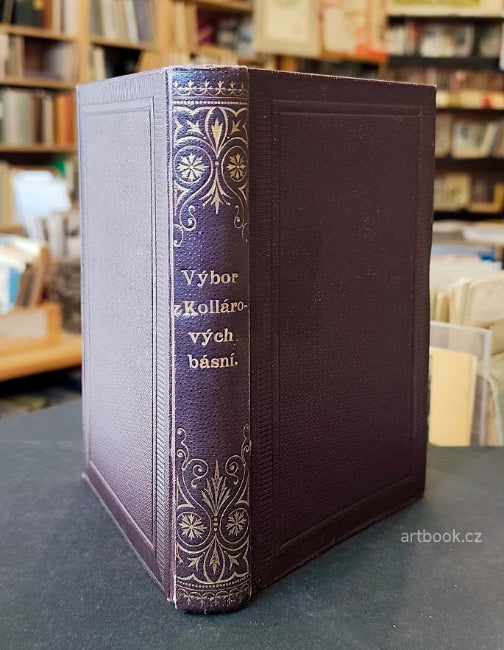 Výbor
z Kolláro-
vých
básní.
artbook.cz